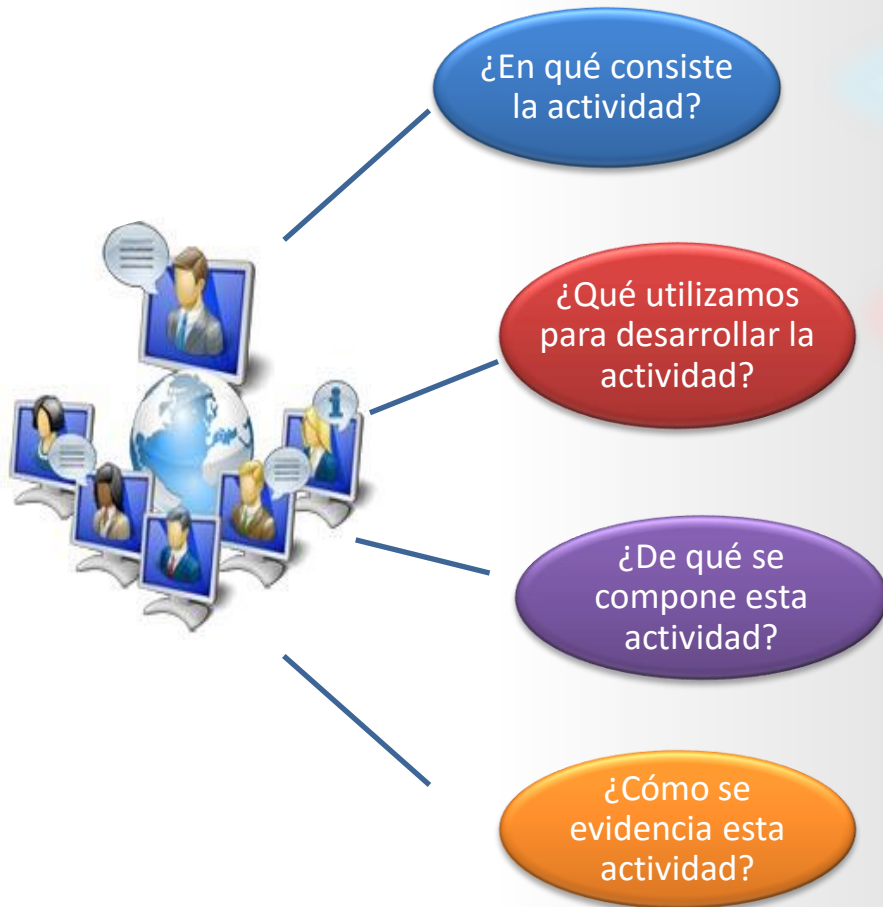 ¿En qué consiste
la actividad?
¿Qué utilizamos
para desarrollar la
actividad?
¿De qué se
compone esta
actividad?
¿Cómo se
evidencia esta
actividad?